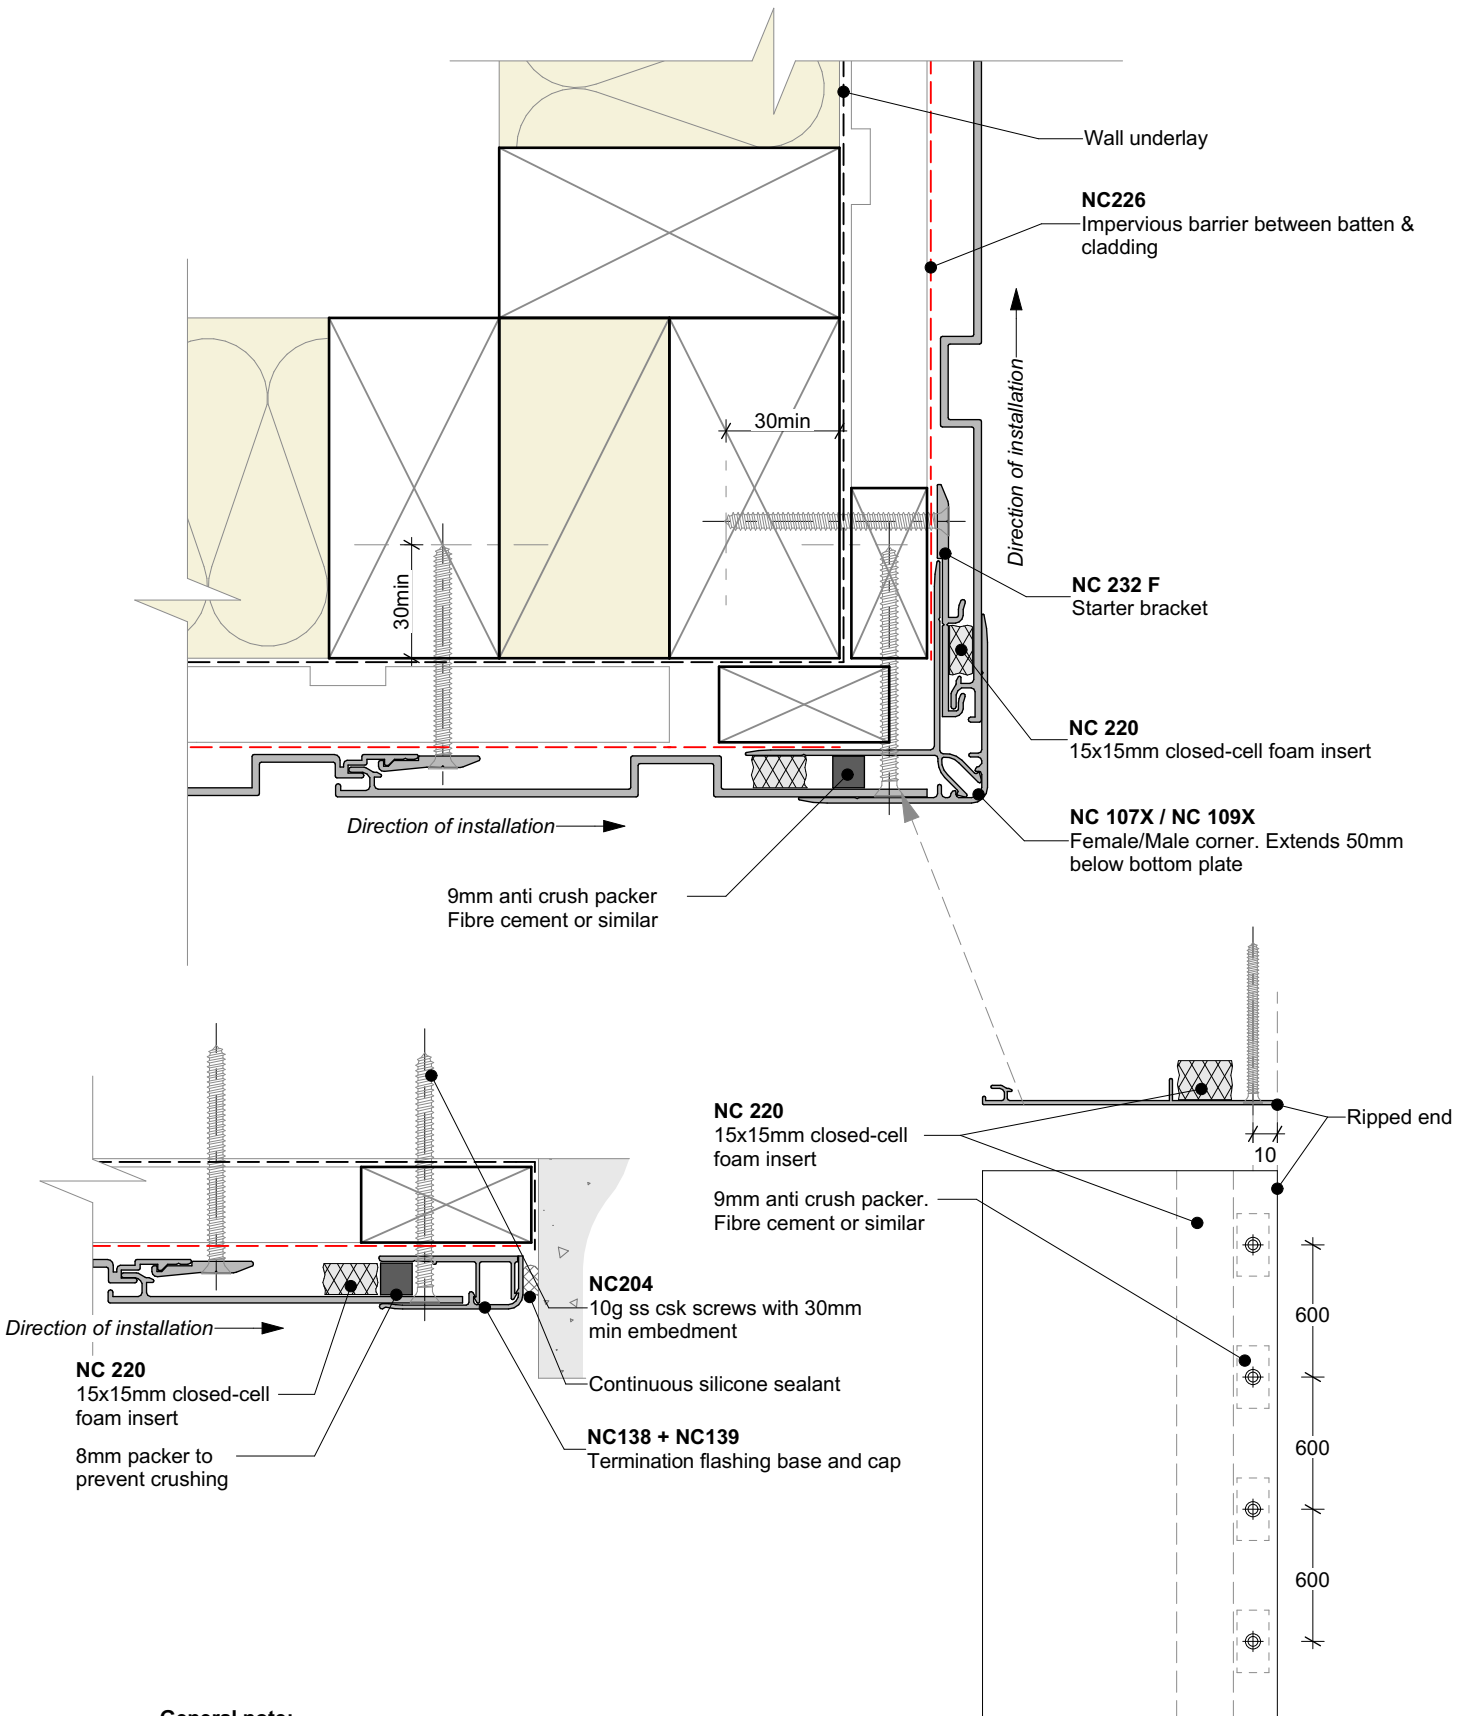 Wall underlay
NC226
Impervious barrier between batten &
cladding
30min
Direction of installation
30min
NC 232 F
Starter bracket
NC 220
15x15mm closed-cell foam insert
Direction of installation
NC 107X / NC 109X
Female/Male corner. Extends 50mm
below bottom plate
9mm anti crush packer
Fibre cement or similar
NC 220
15x15mm closed-cell
foam insert
Ripped end
10
9mm anti crush packer.
Fibre cement or similar
NC204
10g ss csk screws with 30mm
min embedment
Direction of installation
NC 220
15x15mm closed-cell
foam insert
Continuous silicone sealant
8mm packer to
prevent crushing
NC138 + NC139
Termination flashing base and cap
600
600
600
General note: